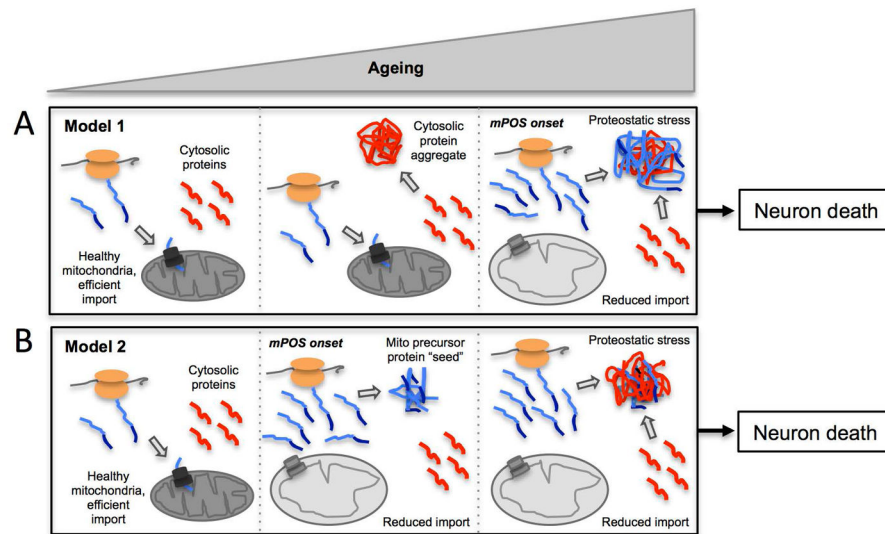 Ageing
A
Model 1
Cytosolic
proteins
Healthy
mitochondria,
efficient
import
Cytosolic
protein
aggregate
mPOS onset
Proteostatic stress
Reduced import
Neuron death
B
Model 2
Cytosolic
proteins
Healthy
mitochondria,
efficient
import
mPOS onset
Mito precursor
protein “seed”
Reduced import
Proteostatic stress
Reduced import
Neuron death